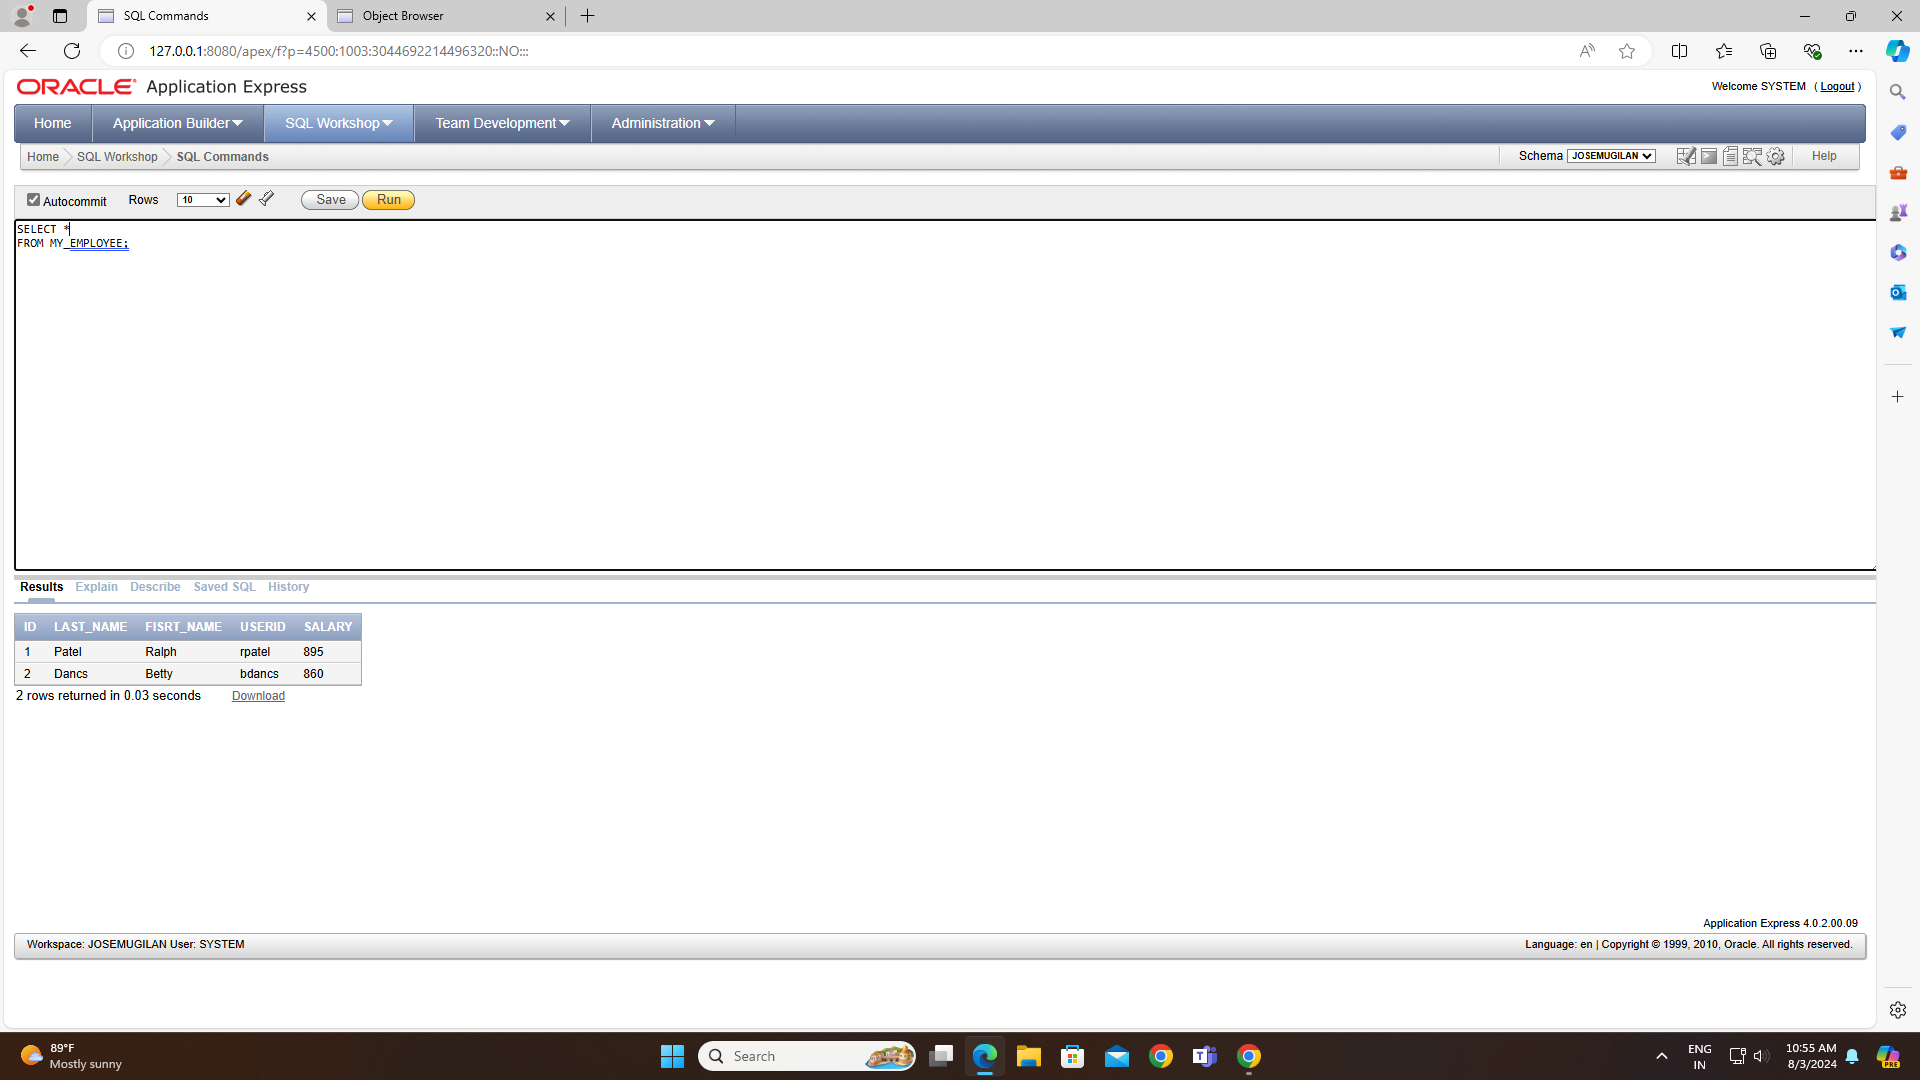 SQL Commands
Object Browser
127.0.0.1:8080/apex/f?p=4500:1003:3044692214496320::NO:::
ORACLE Application Express
Welcome SYSTEM ( Logout )
Home Application Builder SQL Workshop Team Development Administration
Home SQL Workshop SQL Commands
Schema JOSEMUGILAN Help
Autocommit Rows 10 Save Run
SELECT *
FROM MY_EMPLOYEE;
Results Explain Describe Saved SQL History
ID LAST_NAME FISRT_NAME USERID SALARY
1 Patel Ralph rpatel 895
2 Dancs Betty bdancs 860
2 rows returned in 0.03 seconds Download
Application Express 4.0.2.00.09
Workspace: JOSEMUGILAN User: SYSTEM
Language: en | Copyright © 1999, 2010, Oracle. All rights reserved.
89°F
Mostly sunny
Search
ENG
IN
10:55 AM
8/3/2024
PRE